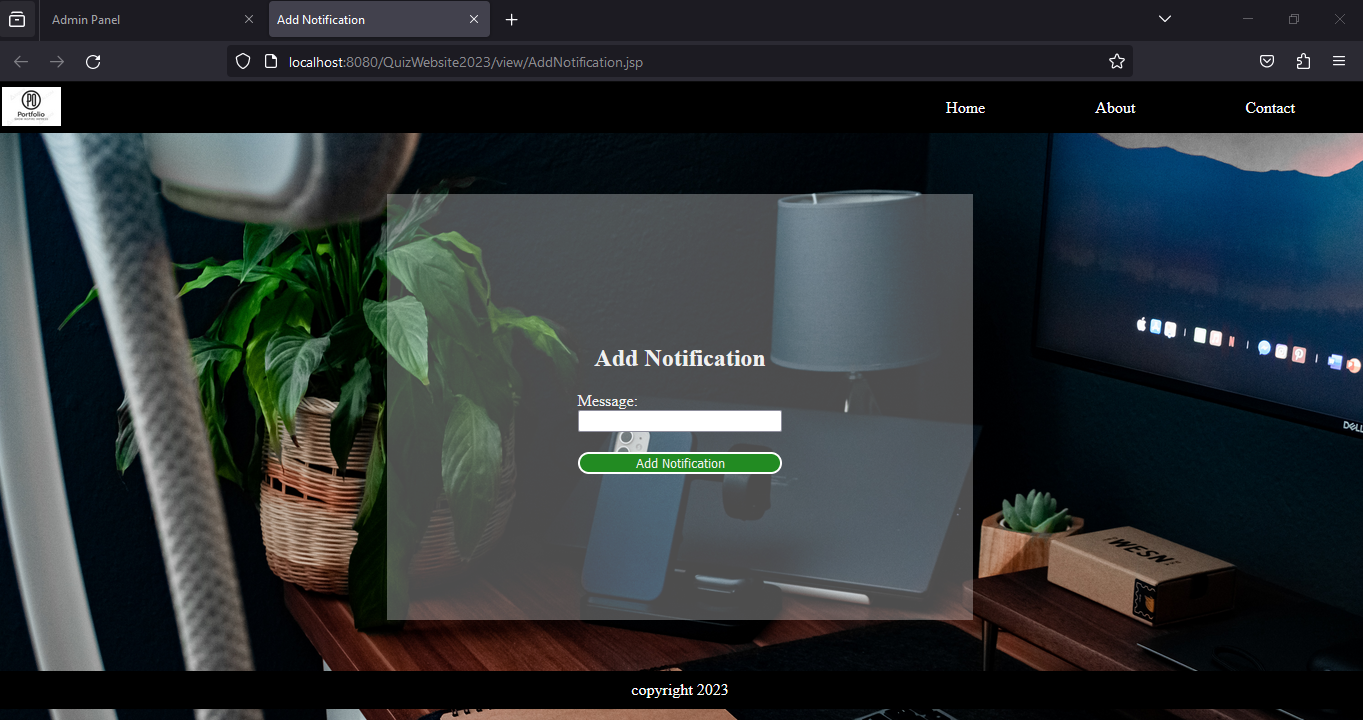 Admin Panel
Add Notification
localhost:8080/QuizWebsite2023/view/AddNotification.jsp
PO
Portfolio
Home
About
Contact
Add Notification
Message:
Add Notification
DELL
WESN
copyright 2023